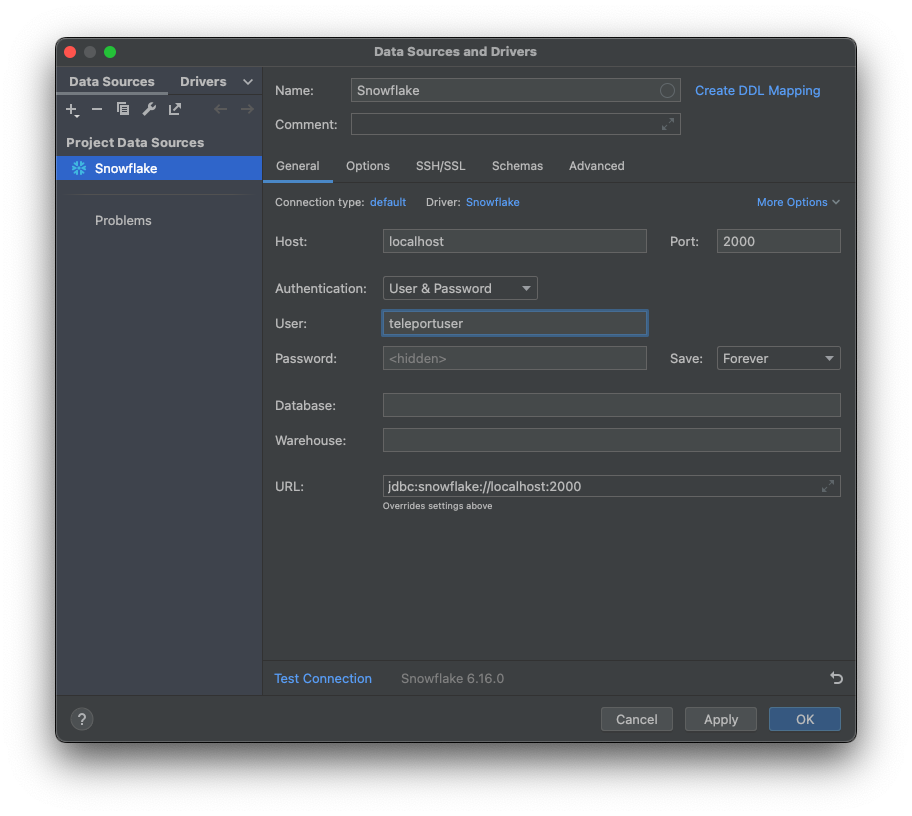 Data Sources and Drivers
Data Sources Drivers
Project Data Sources
Snowflake
Problems
Name: Snowflake Create DDL Mapping
Comment:
General Options SSH/SSL Schemas Advanced
Connection type: default Driver: Snowflake More Options
Host: localhost Port: 2000
Authentication: User & Password
User: teleportuser
Password: <hidden> Save: Forever
Database:
Warehouse:
URL: jdbc:snowflake://localhost:2000
Overrides settings above
Test Connection Snowflake 6.16.0
? Cancel Apply OK